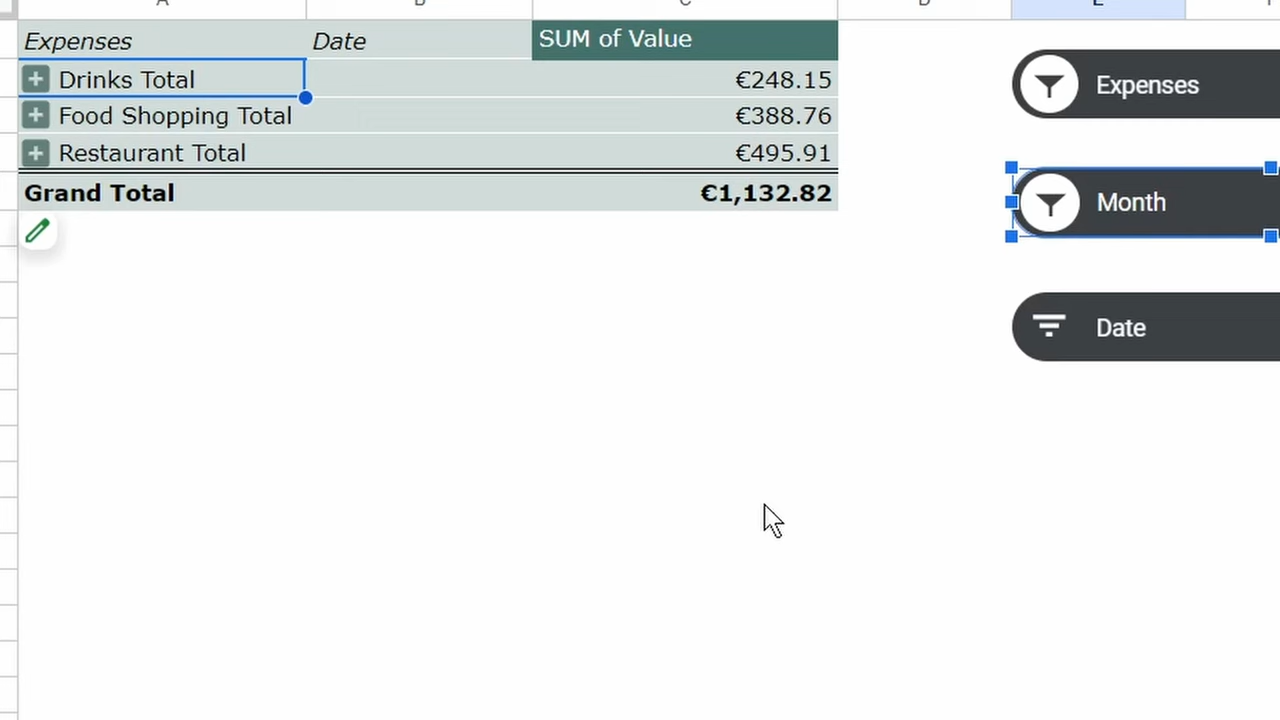 Expenses Date SUM of Value
Drinks Total €248.15
Food Shopping Total €388.76
Restaurant Total €495.91
Grand Total €1,132.82
Expenses
Month
Date